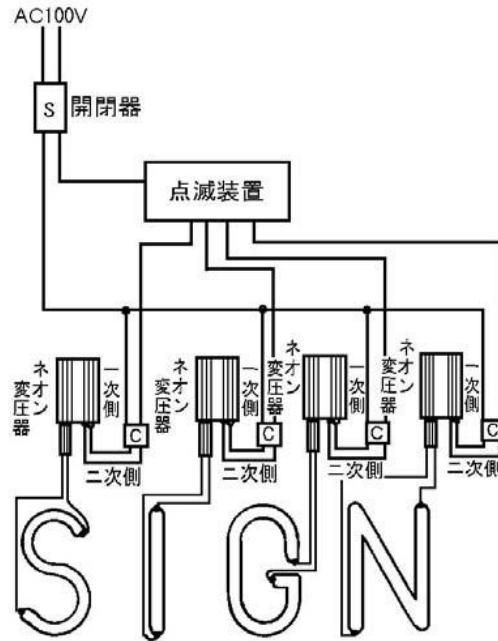 AC100V
S 開閉器
点滅装置
ネオン変圧器
一次側
ネオン変圧器
一次側
ネオン変圧器
一次側
ネオン変圧器
一次側
C
C
C
C
二次側
二次側
二次側
二次側
SIGN